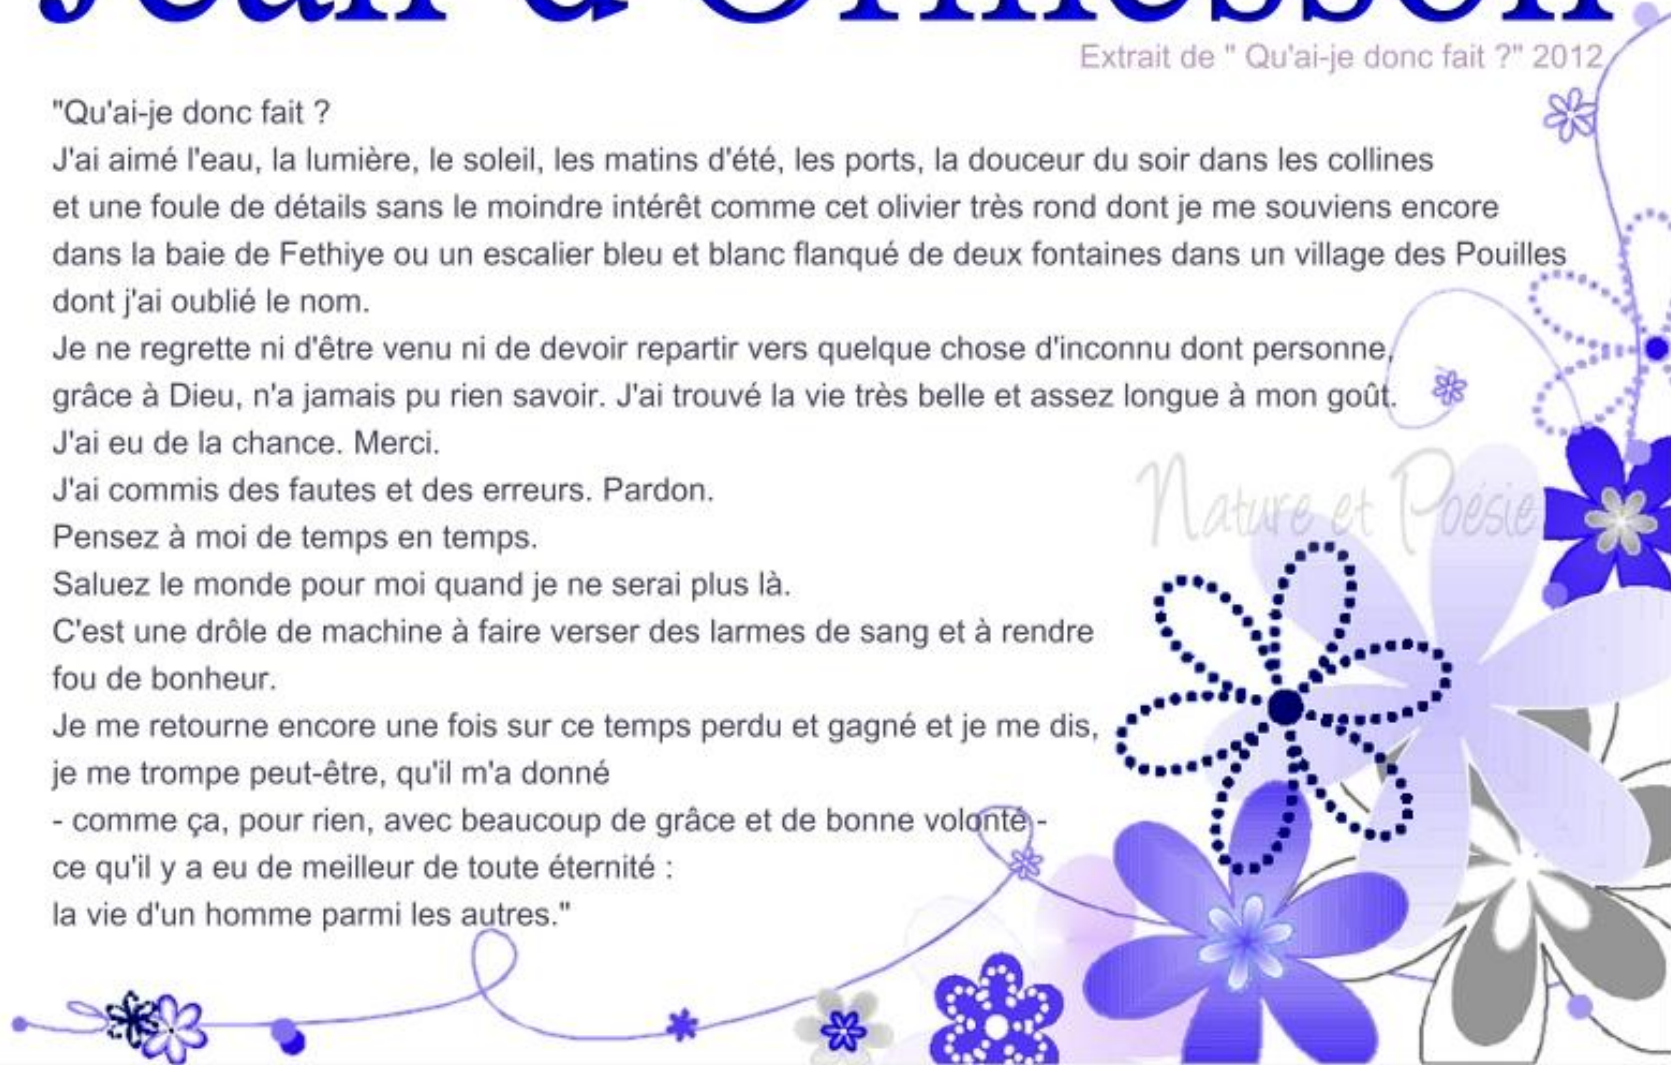 Jean d'Ormesson
Extrait de " Qu'ai-je donc fait ?" 2012
"Qu'ai-je donc fait ?
J'ai aimé l'eau, la lumière, le soleil, les matins d'été, les ports, la douceur du soir dans les collines
et une foule de détails sans le moindre intérêt comme cet olivier très rond dont je me souviens encore
dans la baie de Fethiye ou un escalier bleu et blanc flanqué de deux fontaines dans un village des Pouilles
dont j'ai oublié le nom.
Je ne regrette ni d'être venu ni de devoir repartir vers quelque chose d'inconnu dont personne,
grâce à Dieu, n'a jamais pu rien savoir. J'ai trouvé la vie très belle et assez longue à mon goût.
J'ai eu de la chance. Merci.
J'ai commis des fautes et des erreurs. Pardon.
Pensez à moi de temps en temps.
Saluez le monde pour moi quand je ne serai plus là.
C'est une drôle de machine à faire verser des larmes de sang et à rendre
fou de bonheur.
Je me retourne encore une fois sur ce temps perdu et gagné et je me dis,
je me trompe peut-être, qu'il m'a donné
- comme ça, pour rien, avec beaucoup de grâce et de bonne volonté -
ce qu'il y a eu de meilleur de toute éternité :
la vie d'un homme parmi les autres."
Nature et Poésie